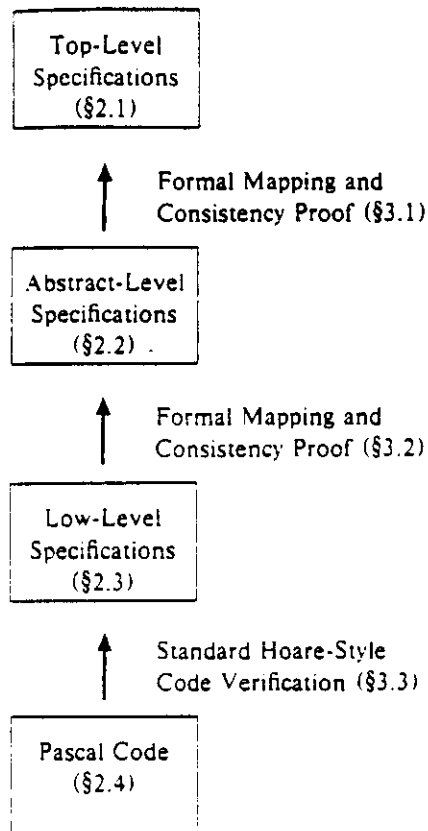 Top-Level
Specifications
(§2.1)
Formal Mapping and
Consistency Proof (§3.1)
Abstract-Level
Specifications
(§2.2)
Formal Mapping and
Consistency Proof (§3.2)
Low-Level
Specifications
(§2.3)
Standard Hoare-Style
Code Verification (§3.3)
Pascal Code
(§2.4)